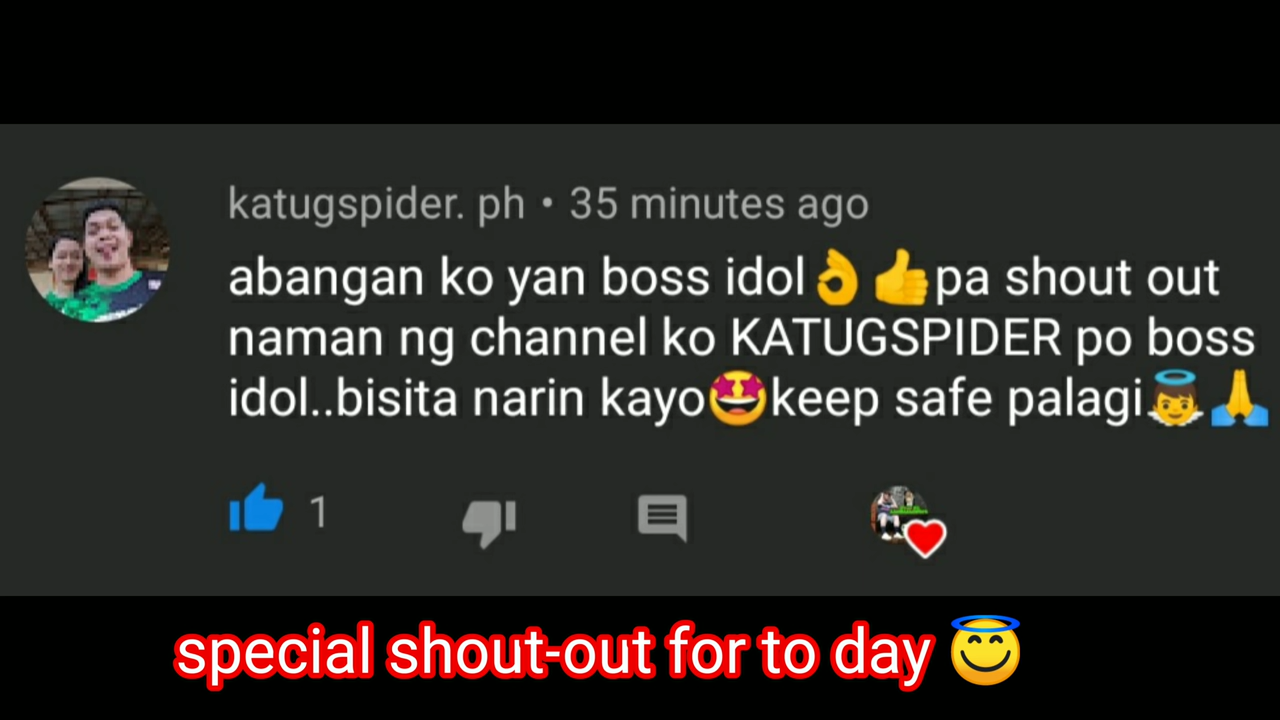 katugspider. ph • 35 minutes ago
abangan ko yan boss idol👌👍pa shout out
naman ng channel ko KATUGSPIDER po boss
idol..bisita narin kayo🤩keep safe palagi👼🙏
1
special shout-out for to day 😇